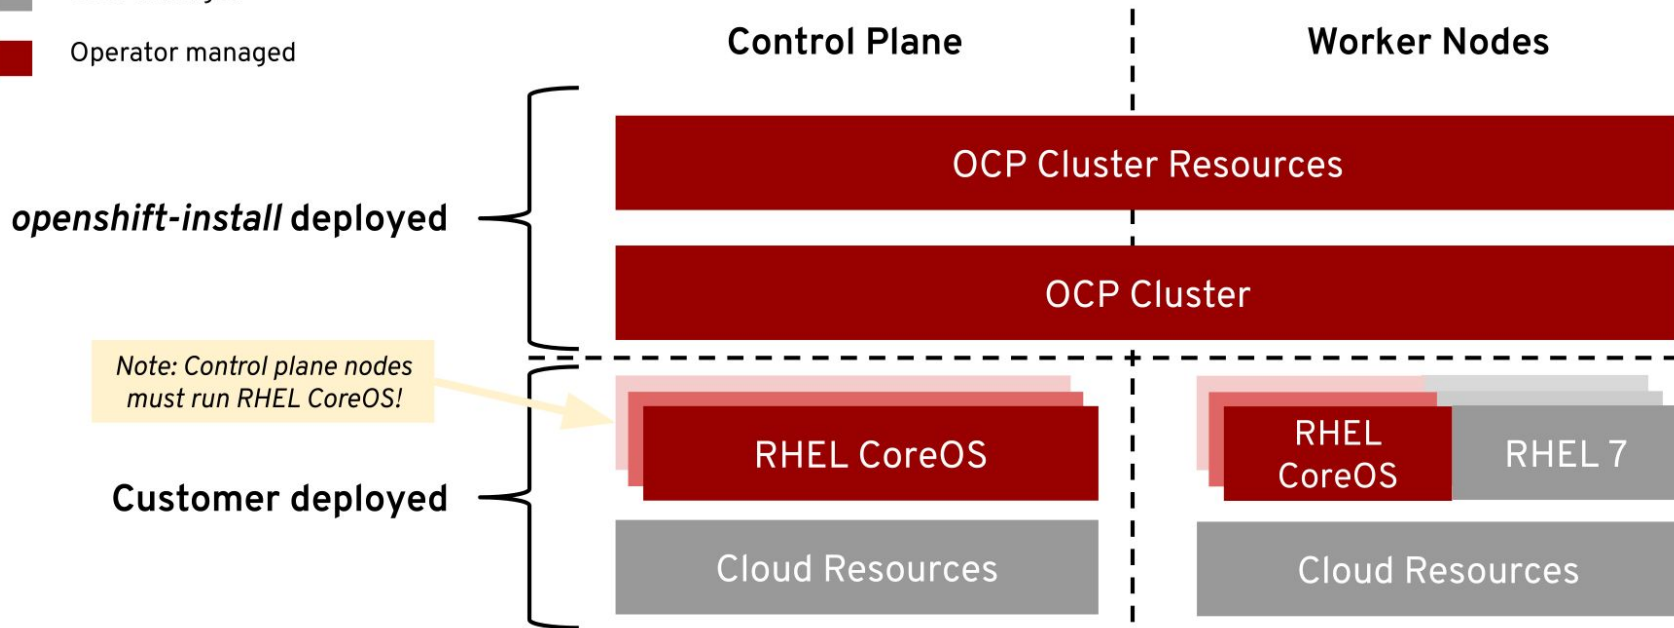 Operator managed
Control Plane
Worker Nodes
OCP Cluster Resources
openshift-install deployed
OCP Cluster
Note: Control plane nodes
must run RHEL CoreOS!
RHEL CoreOS
RHEL
CoreOS
RHEL 7
Customer deployed
Cloud Resources
Cloud Resources